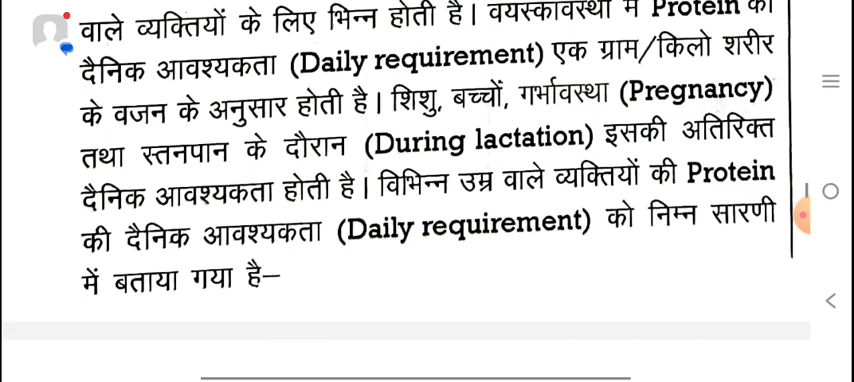 वाले व्यक्तियों के लिए भिन्न होती है। वयस्कावस्था में Protein की
दैनिक आवश्यकता (Daily requirement) एक ग्राम/किलो शरीर
के वजन के अनुसार होती है। शिशु, बच्चों, गर्भावस्था (Pregnancy)
तथा स्तनपान के दौरान (During lactation) इसकी अतिरिक्त
दैनिक आवश्यकता होती है। विभिन्न उम्र वाले व्यक्तियों की Protein
की दैनिक आवश्यकता (Daily requirement) को निम्न सारणी
में बताया गया है—